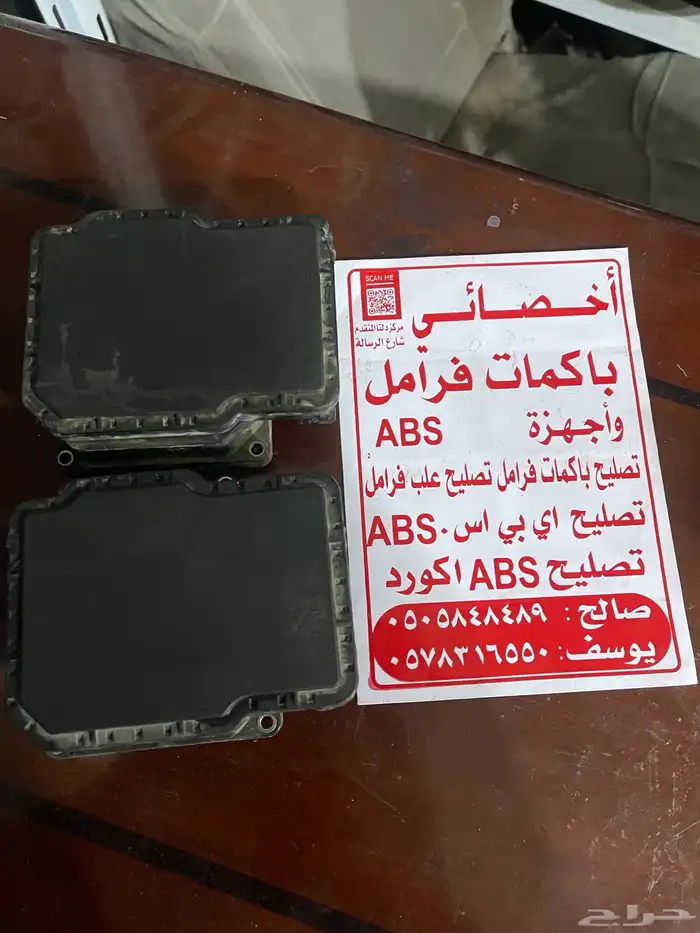 SCAN ME
مركز دلتا المتقدم
شارع الرسالة
أخصائي
باكمات فرامل
وأجهزة ABS
تصليح باكمات فرامل تصليح علب فرامل
تصليح اي بي اس.ABS
تصليح ABS اكورد
صالح: ٠٥٠٥٨٤٨٤٨٩
يوسف: ٠٥٧٨٣١٦٥٥٠
حراج